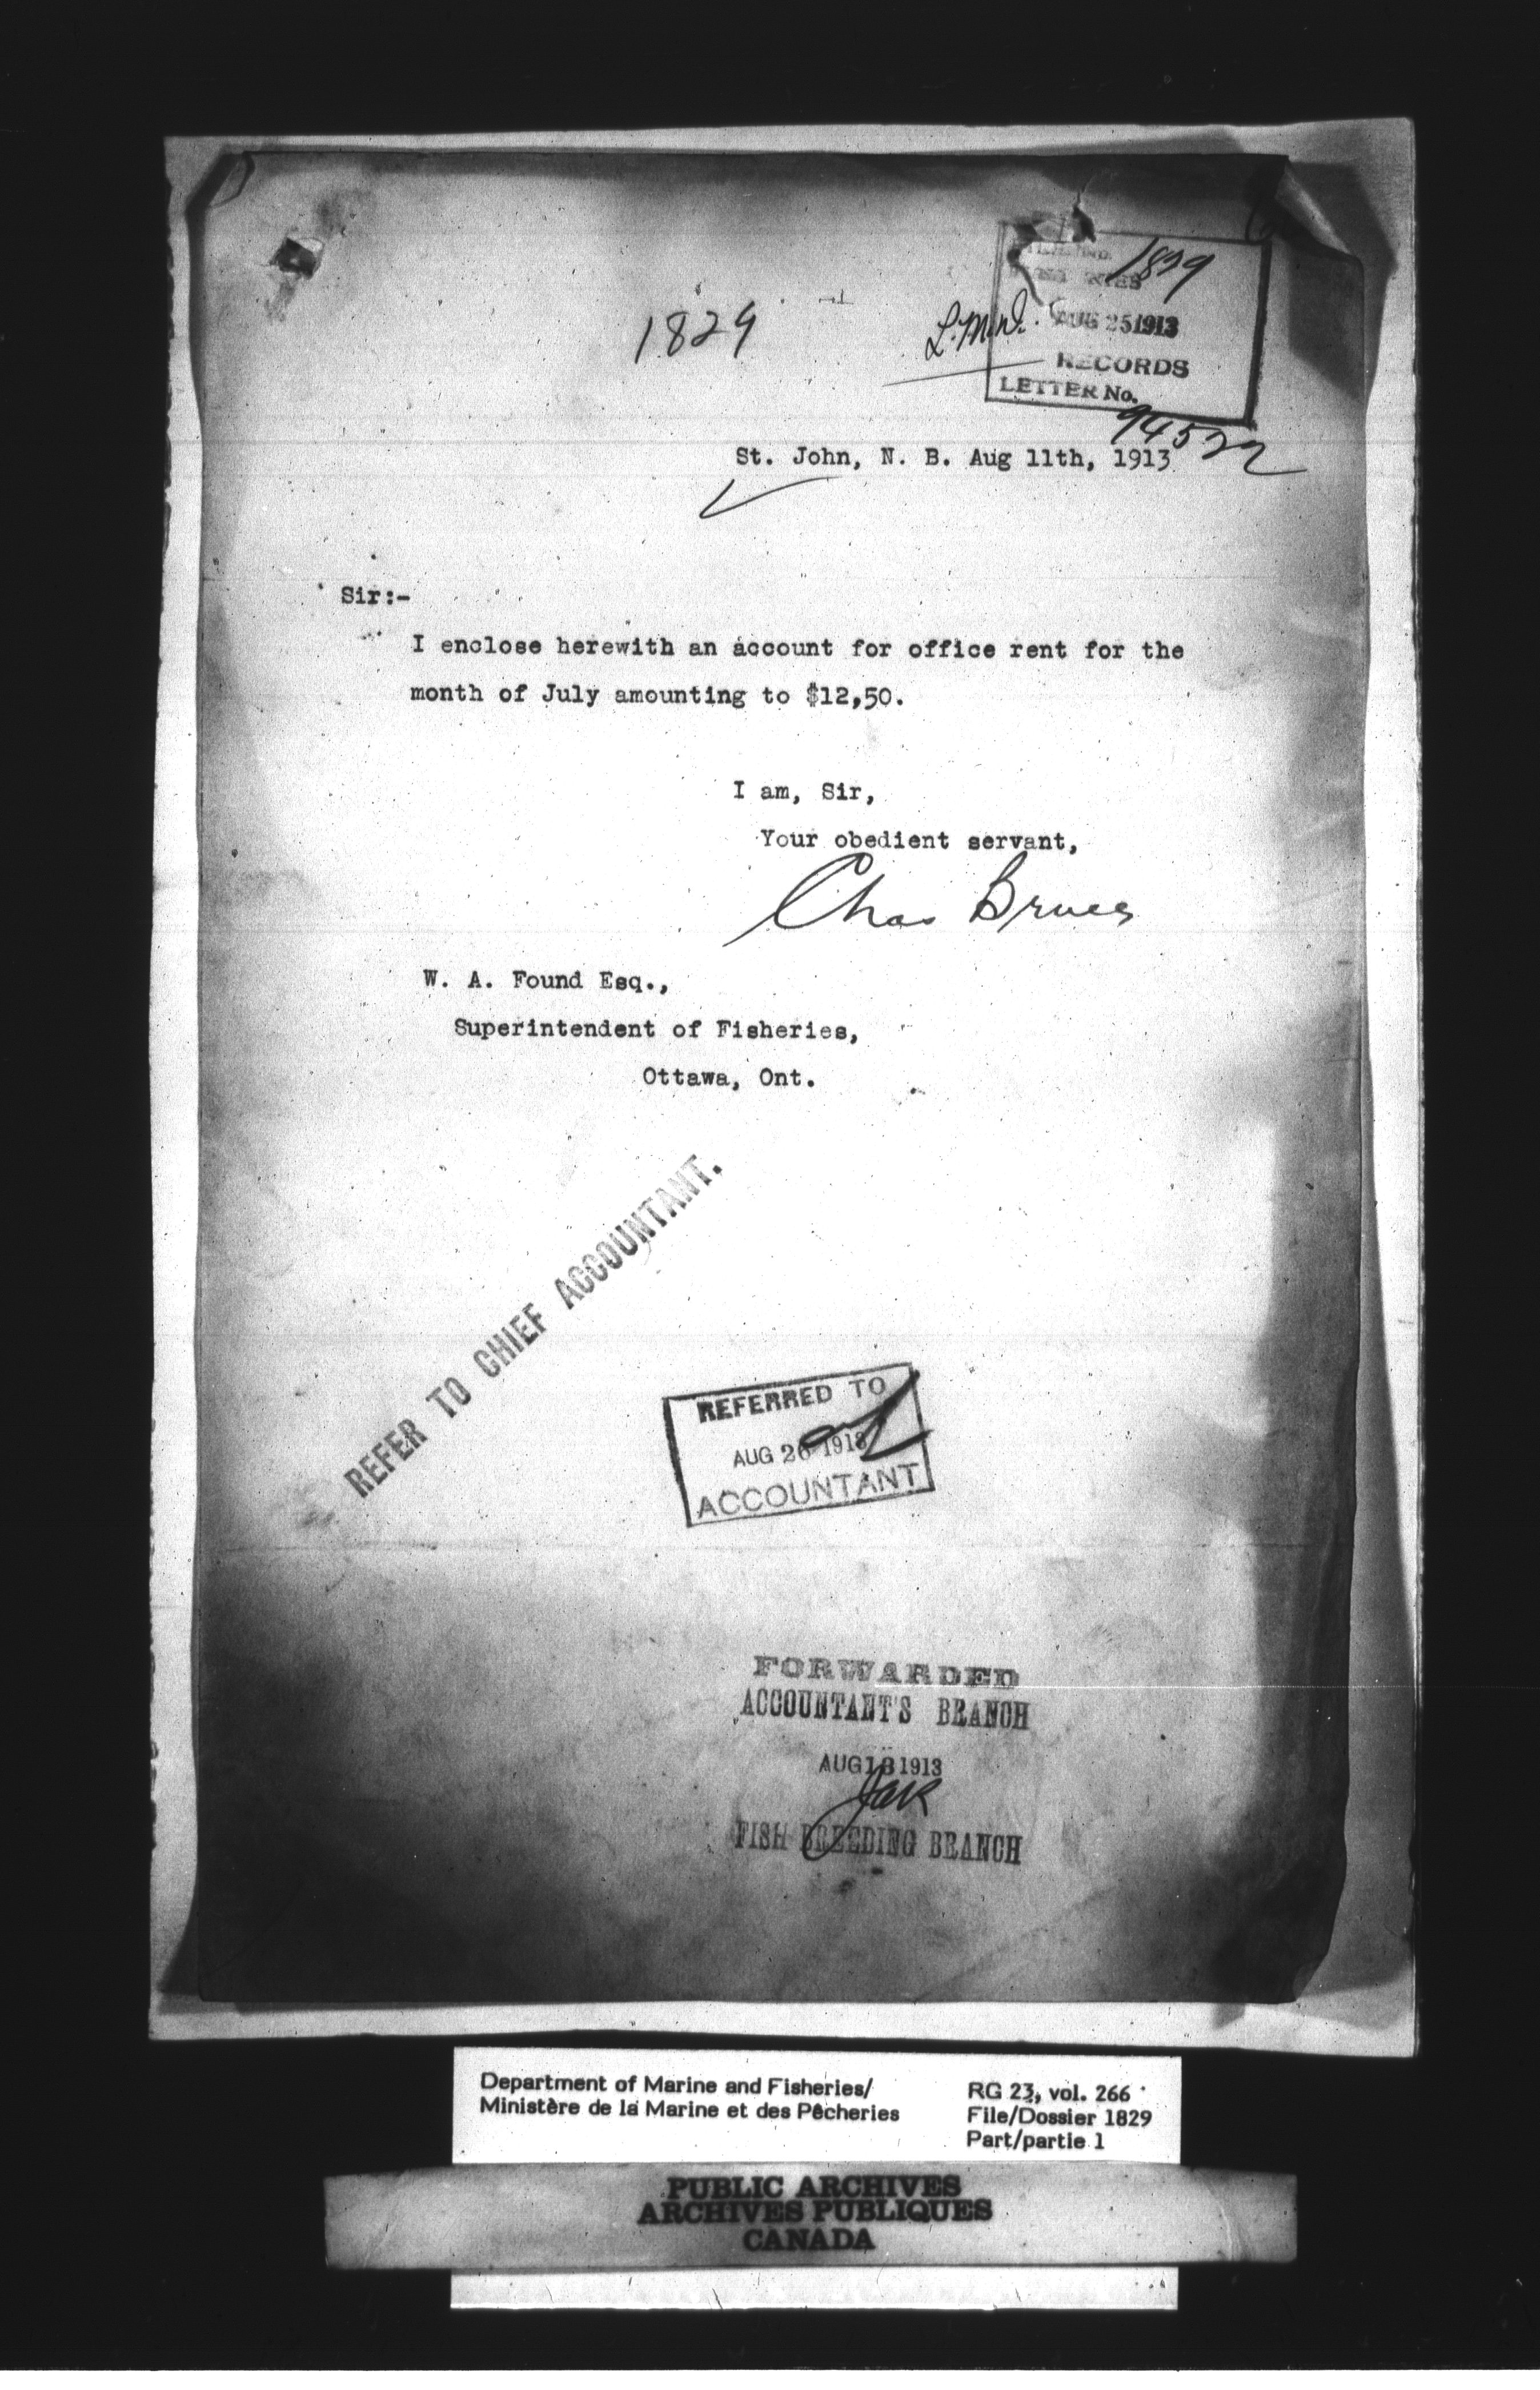 1829
1829
L.M.W.
AUG 25 1913
RECORDS
LETTER No.
94522
St. John, N. B. Aug 11th, 1913
Sir:-
I enclose herewith an account for office rent for the
month of July amounting to $12,50.
I am, Sir,
Your obedient servant,
Chas Bruce
W. A. Found Esq.,
Superintendent of Fisheries,
Ottawa, Ont.
REFER TO CHIEF ACCOUNTANT.
REFERRED TO
AUG 26 1913
ACCOUNTANT
FORWARDED
ACCOUNTANT'S BRANCH
AUG 18 1913
FISH BREEDING BRANCH
Department of Marine and Fisheries/
Ministère de la Marine et des Pêcheries
RG 23, vol. 266
File/Dossier 1829
Part/partie 1
PUBLIC ARCHIVES
ARCHIVES PUBLIQUES
CANADA